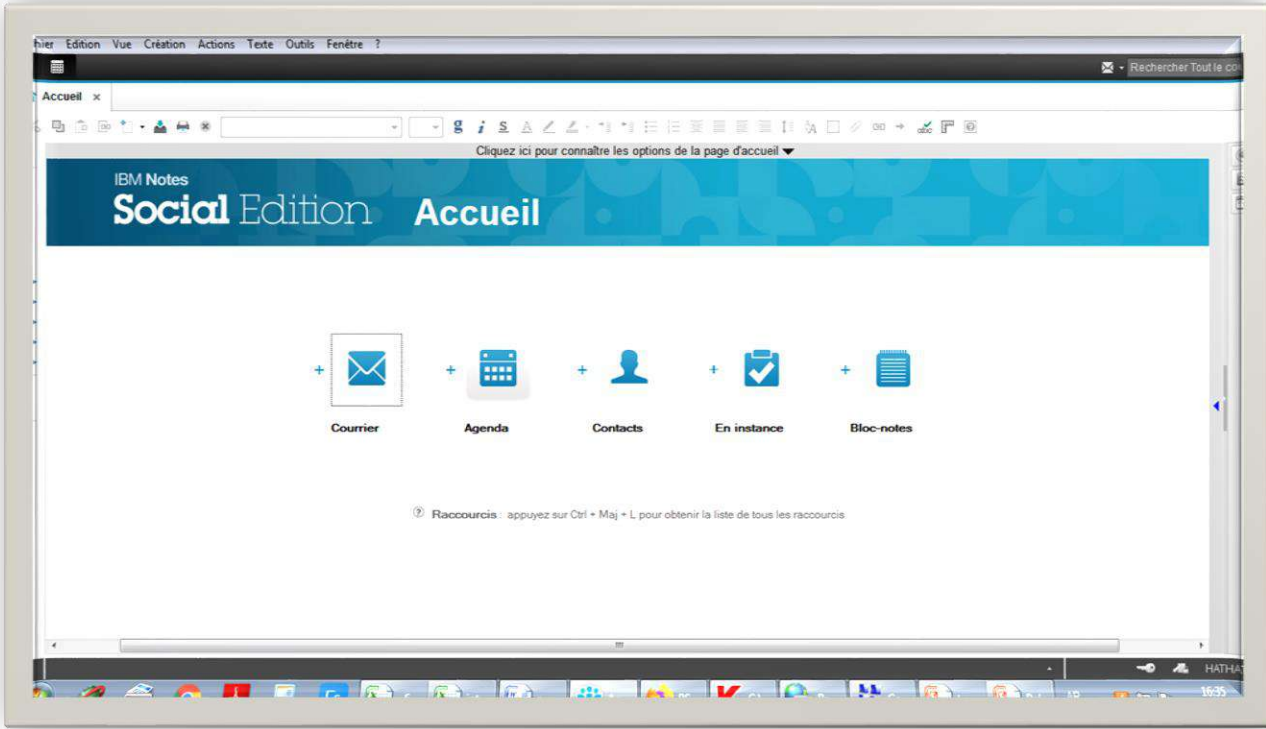 hier Edition Vue Création Actions Texte Outils Fenêtre ?
Rechercher Tout le co
Accueil ×
g i S A
abc
Cliquez ici pour connaître les options de la page d'accueil
IBM Notes
Social Edition Accueil
+ + + + +
Courrier Agenda Contacts En instance Bloc-notes
? Raccourcis : appuyez sur Ctrl + Maj + L pour obtenir la liste de tous les raccourcis
HATHA
16:35